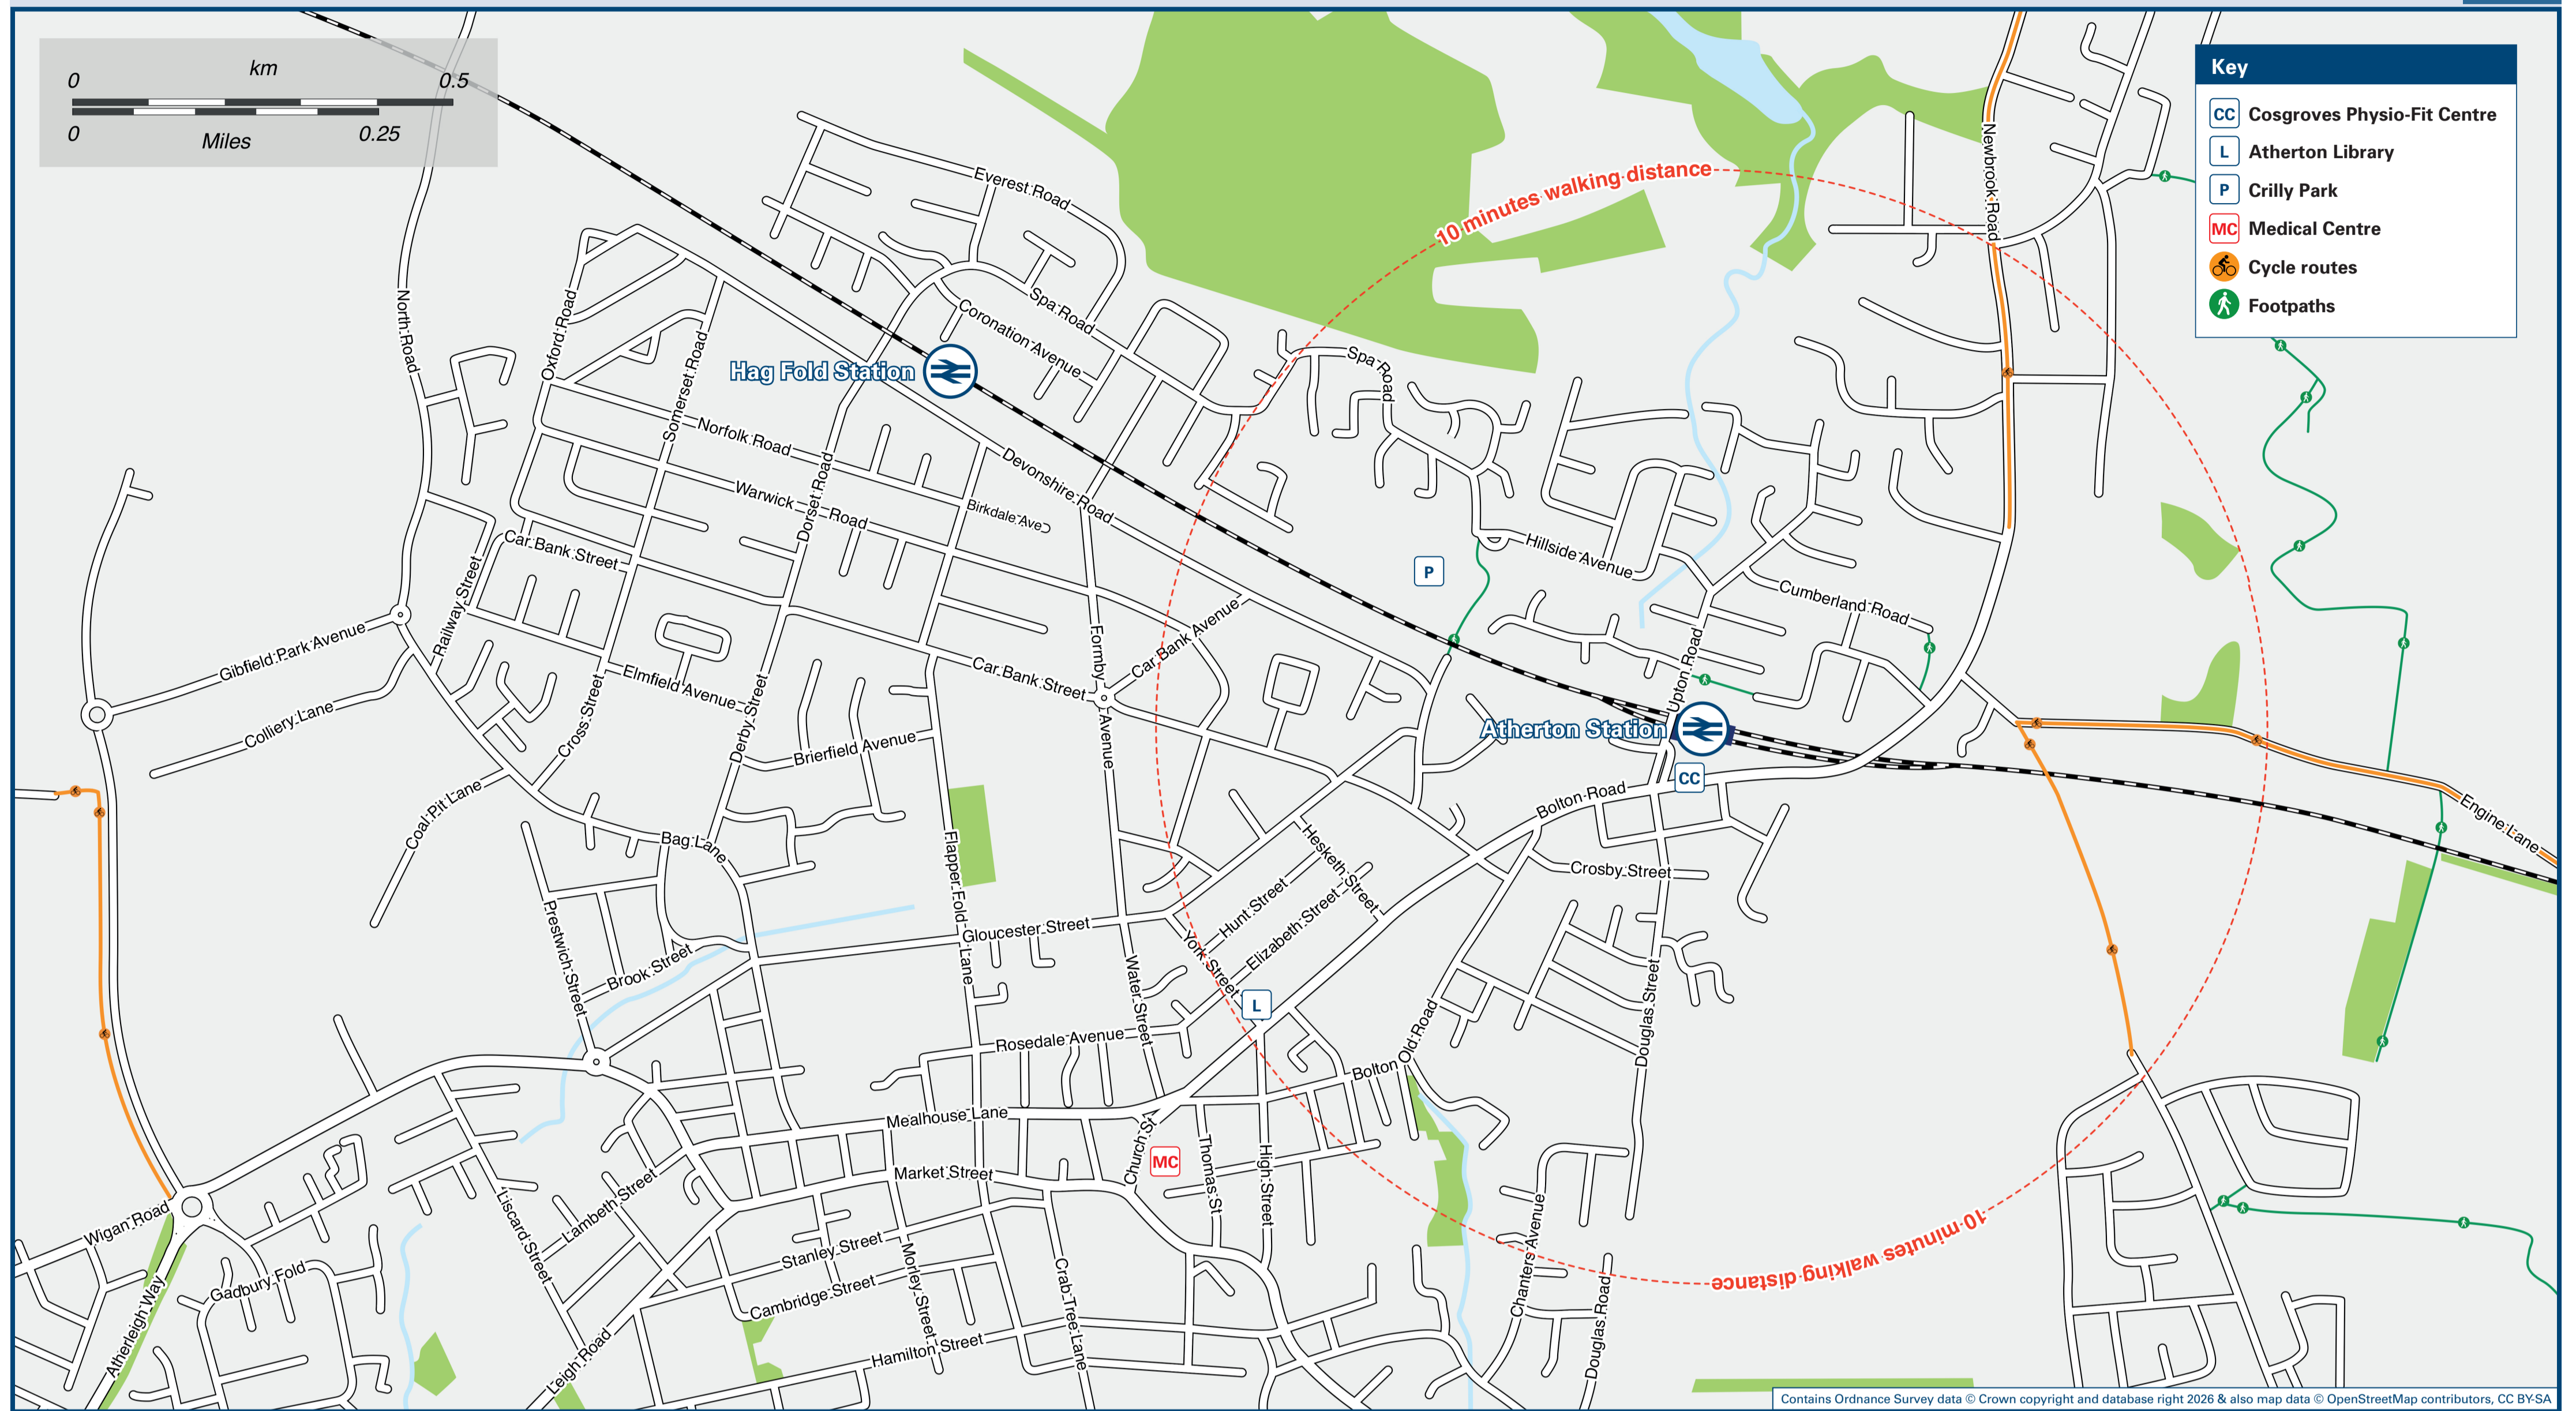 km
0
0.5
0
0.25
Miles
Key
CC Cosgroves Physio-Fit Centre
L Atherton Library
P Crilly Park
MC Medical Centre
Cycle routes
Footpaths
10 minutes walking distance
Newbrook Road
Everest Road
Spa Road
Coronation Avenue
North Road
Oxford Road
Somerset Road
Hag Fold Station
Spa Road
Norfolk Road
Devonshire Road
Warwick Road
Dorset Road
Birkdale Ave
Car Bank Street
Railway Street
Hillside Avenue
P
Cumberland Road
Gibfield Park Avenue
Formby Avenue
Car Bank Avenue
Car Bank Street
Upton Road
Elmfield Avenue
Colliery Lane
Cross Street
Derby Street
Brierfield Avenue
Atherton Station
CC
Bolton Road
Engine Lane
Coal Pit Lane
Bag Lane
Flapper Fold Lane
Hesketh Street
Crosby Street
Hunt Street
Elizabeth Street
Prestwich Street
Gloucester Street
York Street
Brook Street
Water Street
L
Douglas Street
Rosedale Avenue
Bolton Old Road
Mealhouse Lane
Church St
MC
Thomas St
High Street
Market Street
Wigan Road
Lambeth Street
Liscard Street
Stanley Street
Morley Street
Chanters Avenue
10 minutes walking distance
Gadbury Fold
Cambridge Street
Crab Tree Lane
Atherleigh Way
Leigh Road
Hamilton Street
Douglas Road
Contains Ordnance Survey data © Crown copyright and database right 2026 & also map data © OpenStreetMap contributors, CC BY-SA